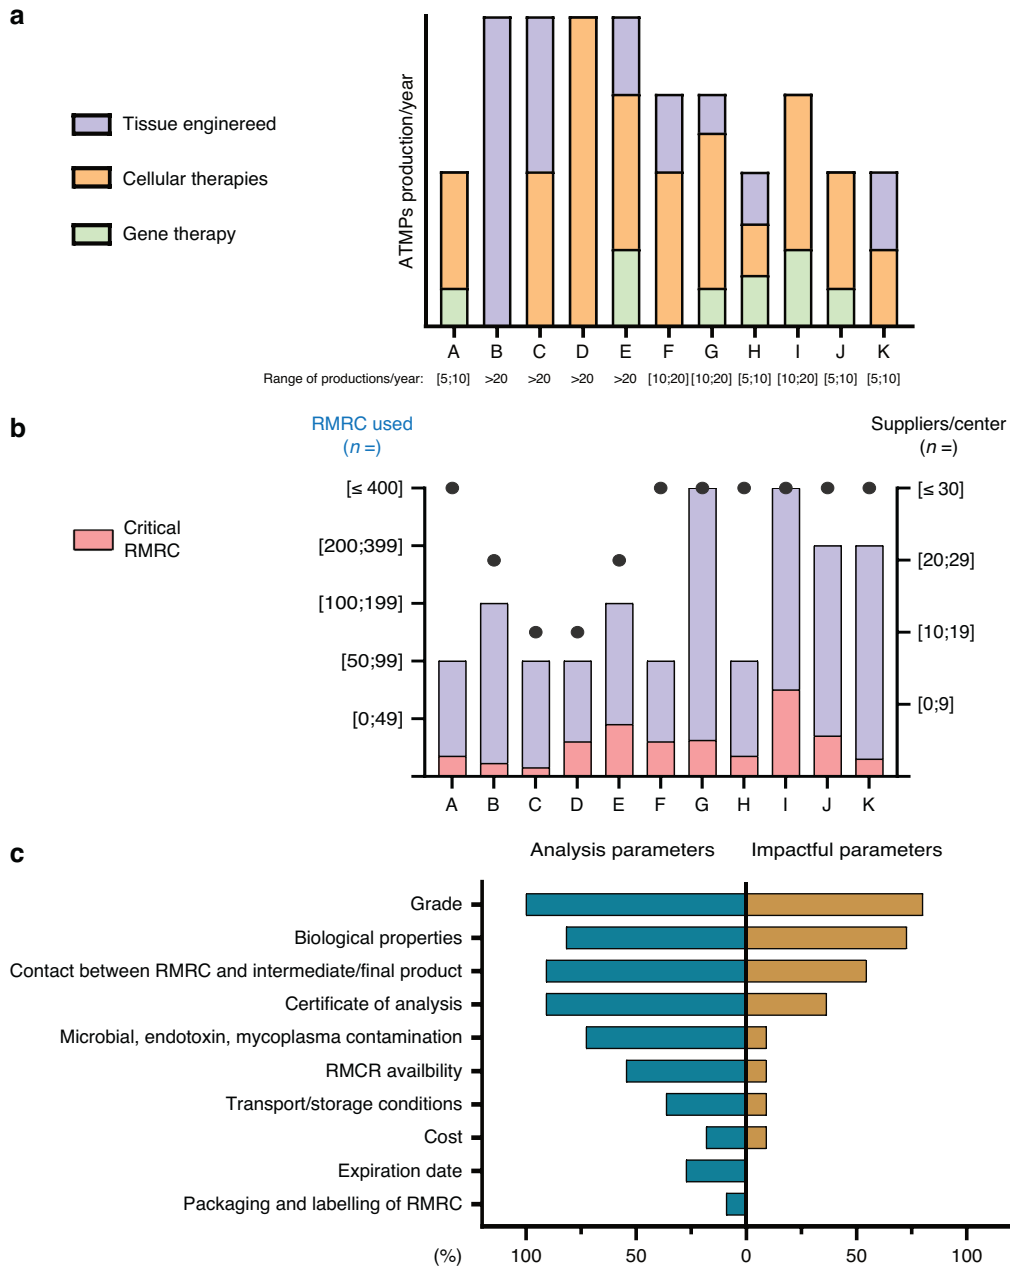 a
Tissue enginereed
Cellular therapies
Gene therapy
ATMPs production/year
A B C D E F G H I J K
Range of productions/year: [5;10] >20 >20 >20 >20 [10;20] [10;20] [5;10] [10;20] [5;10] [5;10]
b
RMRC used
(n =)
Suppliers/center
(n =)
Critical
RMRC
[≤ 400]
[200;399]
[100;199]
[50;99]
[0;49]
[≤ 30]
[20;29]
[10;19]
[0;9]
A B C D E F G H I J K
c
Analysis parameters Impactful parameters
Grade
Biological properties
Contact between RMRC and intermediate/final product
Certificate of analysis
Microbial, endotoxin, mycoplasma contamination
RMCR availbility
Transport/storage conditions
Cost
Expiration date
Packaging and labelling of RMRC
(%) 100 50 0 50 100